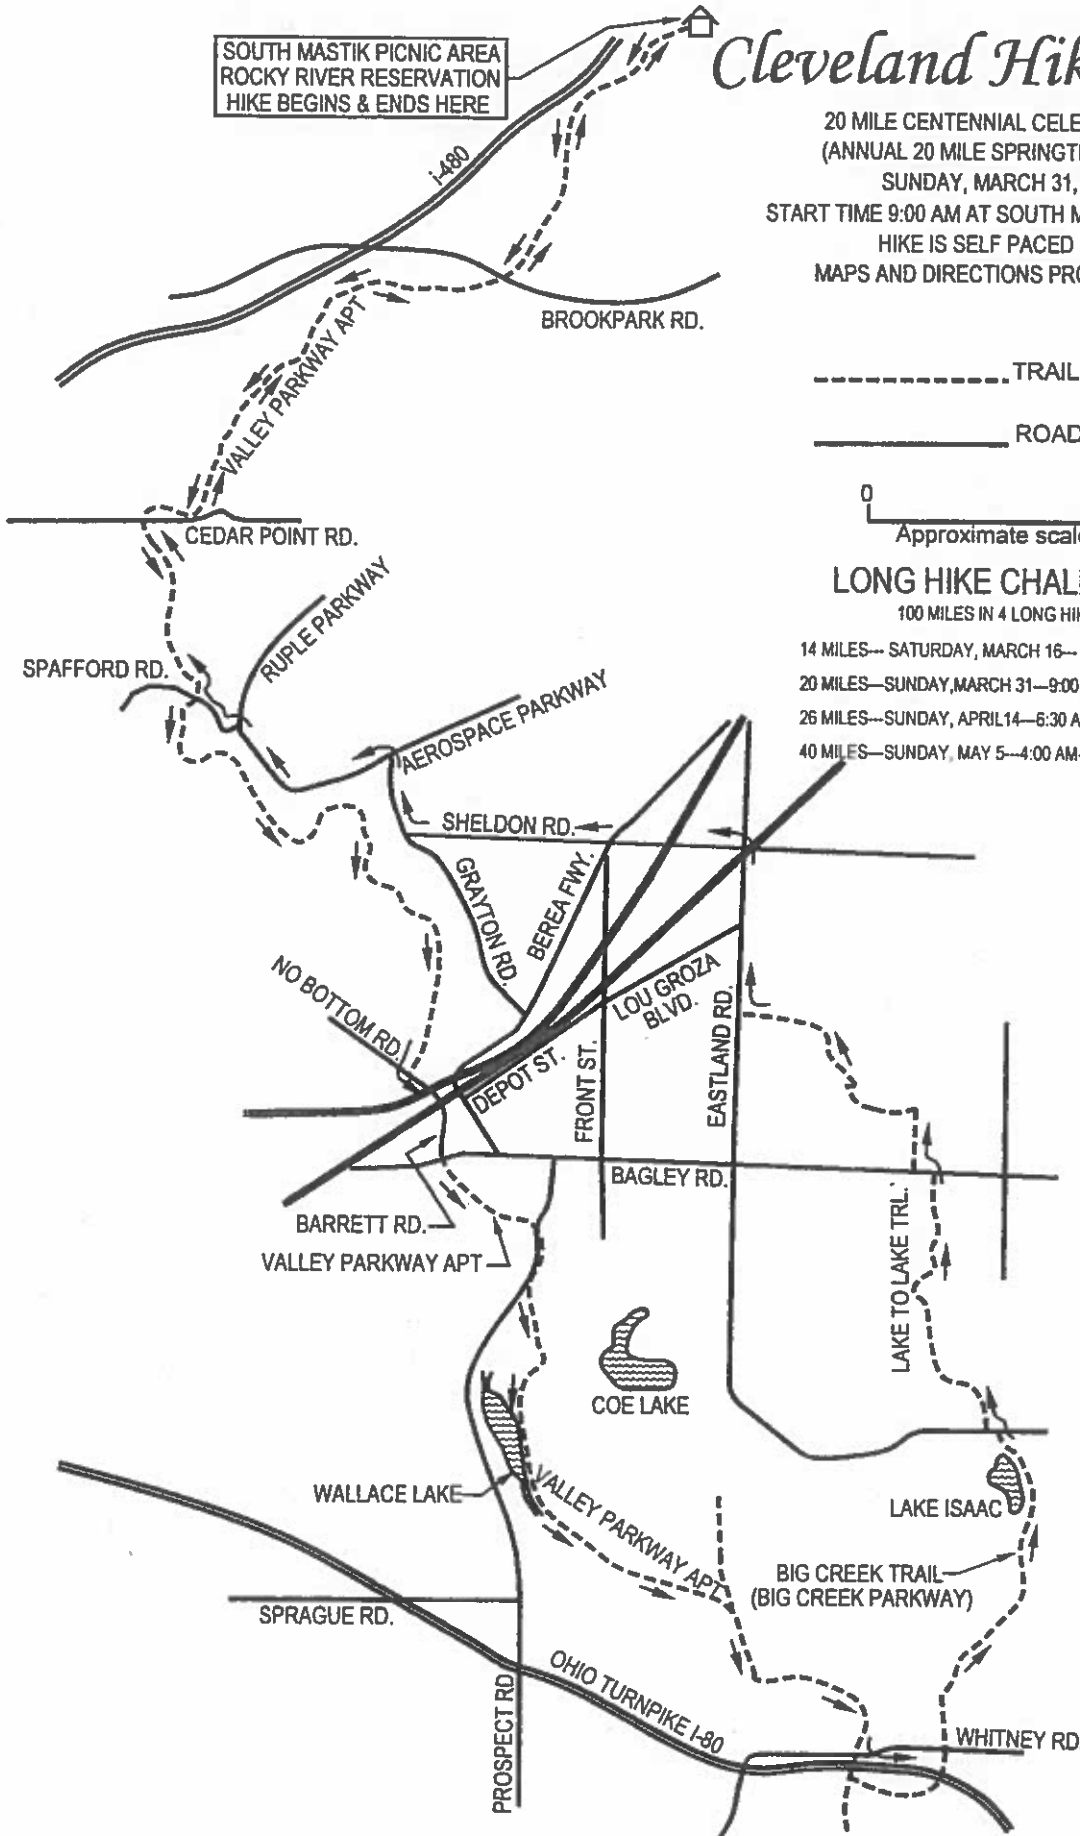 SOUTH MASTIK PICNIC AREA
ROCKY RIVER RESERVATION
HIKE BEGINS & ENDS HERE
Cleveland Hik
20 MILE CENTENNIAL CELE
(ANNUAL 20 MILE SPRINGT
SUNDAY, MARCH 31,
START TIME 9:00 AM AT SOUTH M
HIKE IS SELF PACED
MAPS AND DIRECTIONS PRO
i-480
BROOKPARK RD.
VALLEY PARKWAY APT
TRAIL
ROAD
0
Approximate scale
CEDAR POINT RD.
LONG HIKE CHAL
100 MILES IN 4 LONG HIK
14 MILES--- SATURDAY, MARCH 16---
20 MILES---SUNDAY,MARCH 31---9:00
26 MILES---SUNDAY, APRIL14---6:30 A
40 MILES---SUNDAY, MAY 5---4:00 AM-
RUPLE PARKWAY
SPAFFORD RD.
AEROSPACE PARKWAY
SHELDON RD.
GRAYTON RD.
BEREA FWY.
NO BOTTOM RD.
LOU GROZA
BLVD.
DEPOT ST.
FRONT ST.
EASTLAND RD.
BAGLEY RD.
BARRETT RD.
VALLEY PARKWAY APT
LAKE TO LAKE TRL.
COE LAKE
WALLACE LAKE
LAKE ISAAC
VALLEY PARKWAY APT
BIG CREEK TRAIL
(BIG CREEK PARKWAY)
SPRAGUE RD.
OHIO TURNPIKE I-80
PROSPECT RD
WHITNEY RD